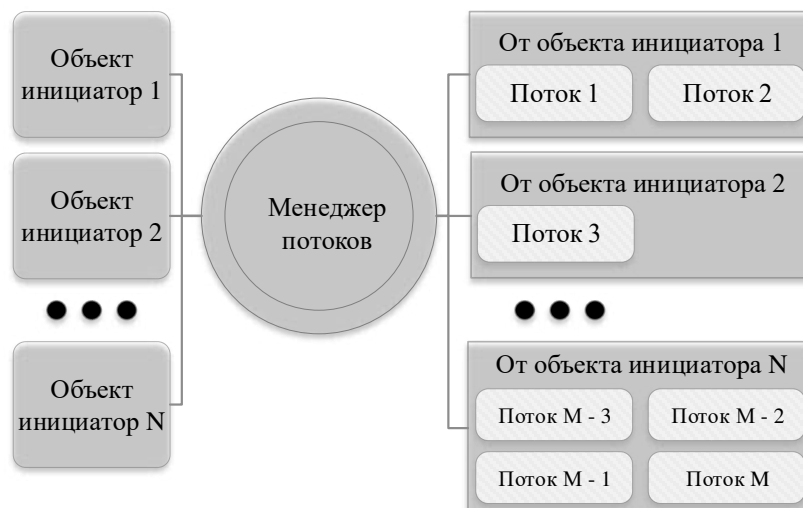 Объект
инициатор 1
Объект
инициатор 2
Объект
инициатор N
Менеджер
потоков
От объекта инициатора 1
Поток 1
Поток 2
От объекта инициатора 2
Поток 3
От объекта инициатора N
Поток M - 3
Поток M - 2
Поток M - 1
Поток M